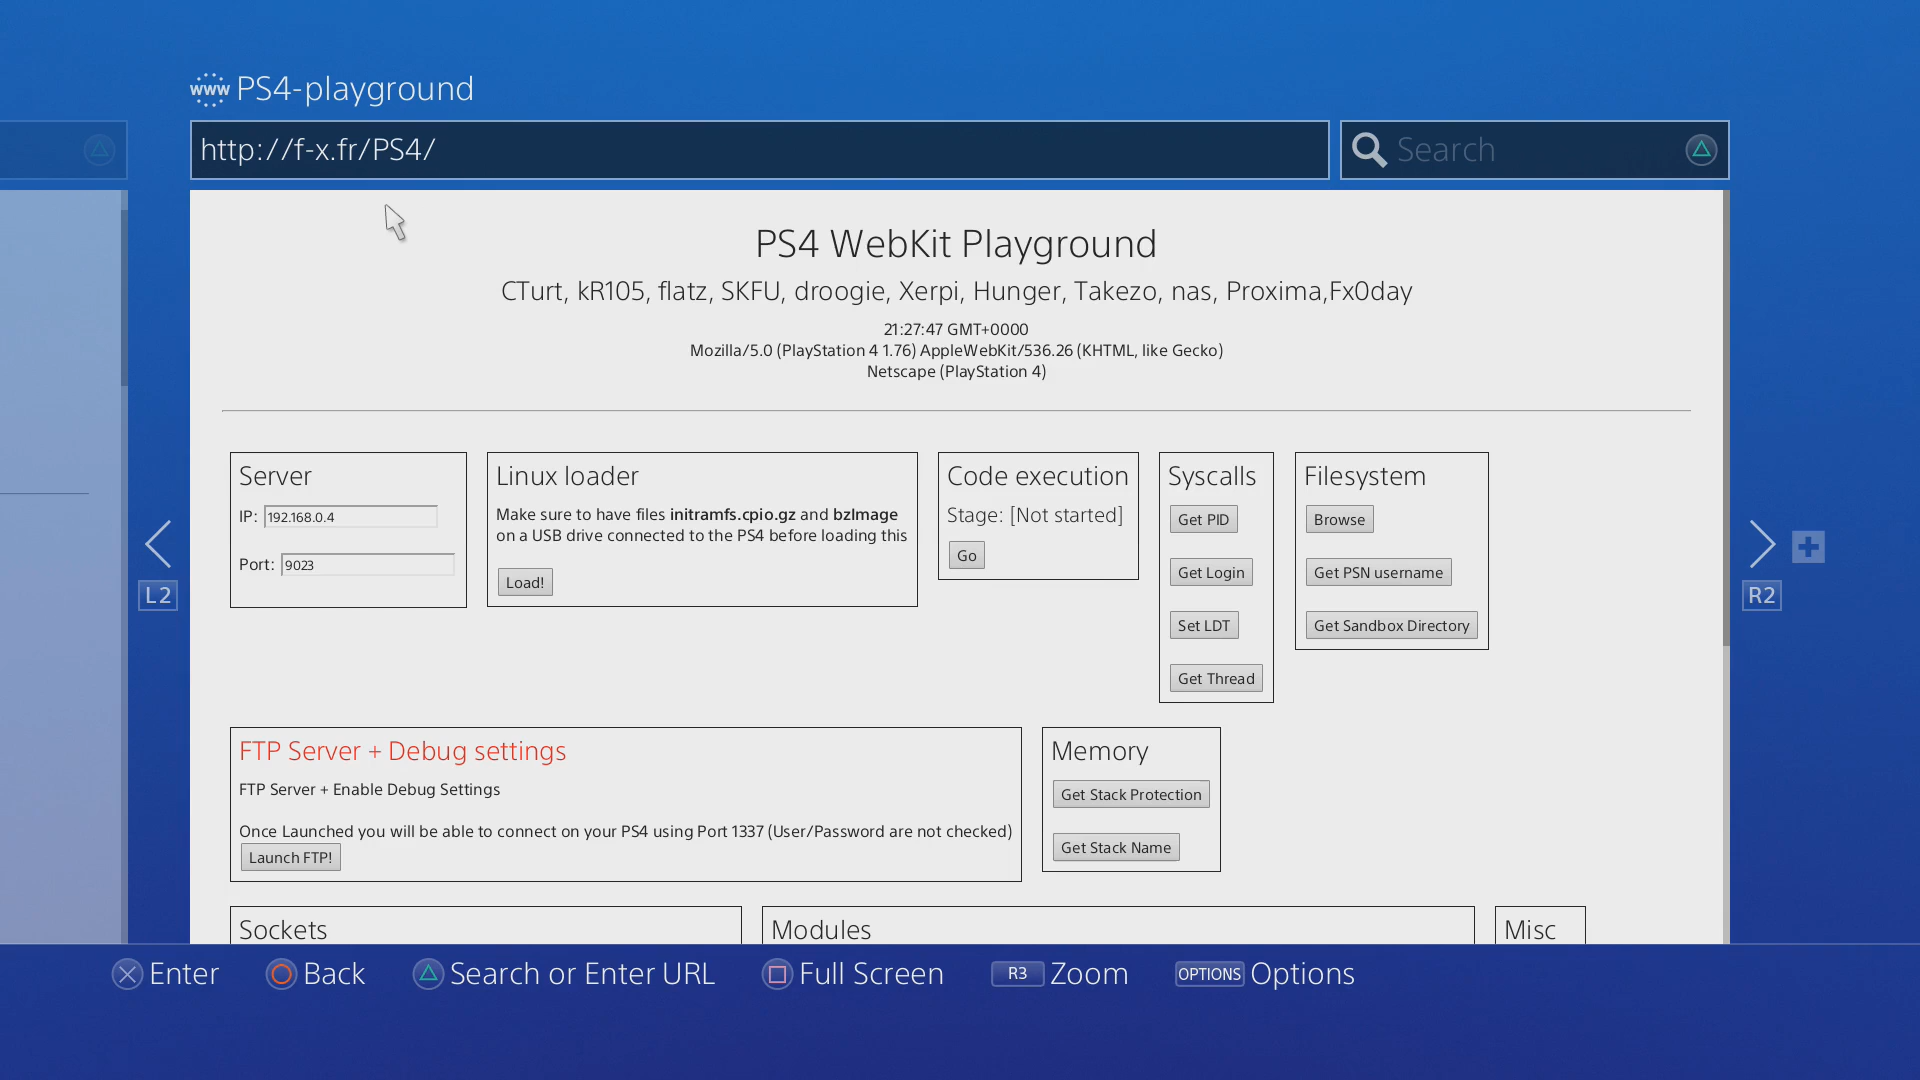 www PS4-playground
http://f-x.fr/PS4/
Search
PS4 WebKit Playground
CTurt, kR105, flatz, SKFU, droogie, Xerpi, Hunger, Takezo, nas, Proxima,Fx0day
21:27:47 GMT+0000
Mozilla/5.0 (PlayStation 4 1.76) AppleWebKit/536.26 (KHTML, like Gecko)
Netscape (PlayStation 4)
Server
IP: 192.168.0.4
Port: 9023
Linux loader
Make sure to have files initramfs.cpio.gz and bzImage
on a USB drive connected to the PS4 before loading this
Load!
Code execution
Stage: [Not started]
Go
Syscalls
Get PID
Get Login
Set LDT
Get Thread
Filesystem
Browse
Get PSN username
Get Sandbox Directory
L2
R2
FTP Server + Debug settings
FTP Server + Enable Debug Settings
Once Launched you will be able to connect on your PS4 using Port 1337 (User/Password are not checked)
Launch FTP!
Memory
Get Stack Protection
Get Stack Name
Sockets
Modules
Misc
Enter
Back
Search or Enter URL
Full Screen
R3 Zoom
OPTIONS Options